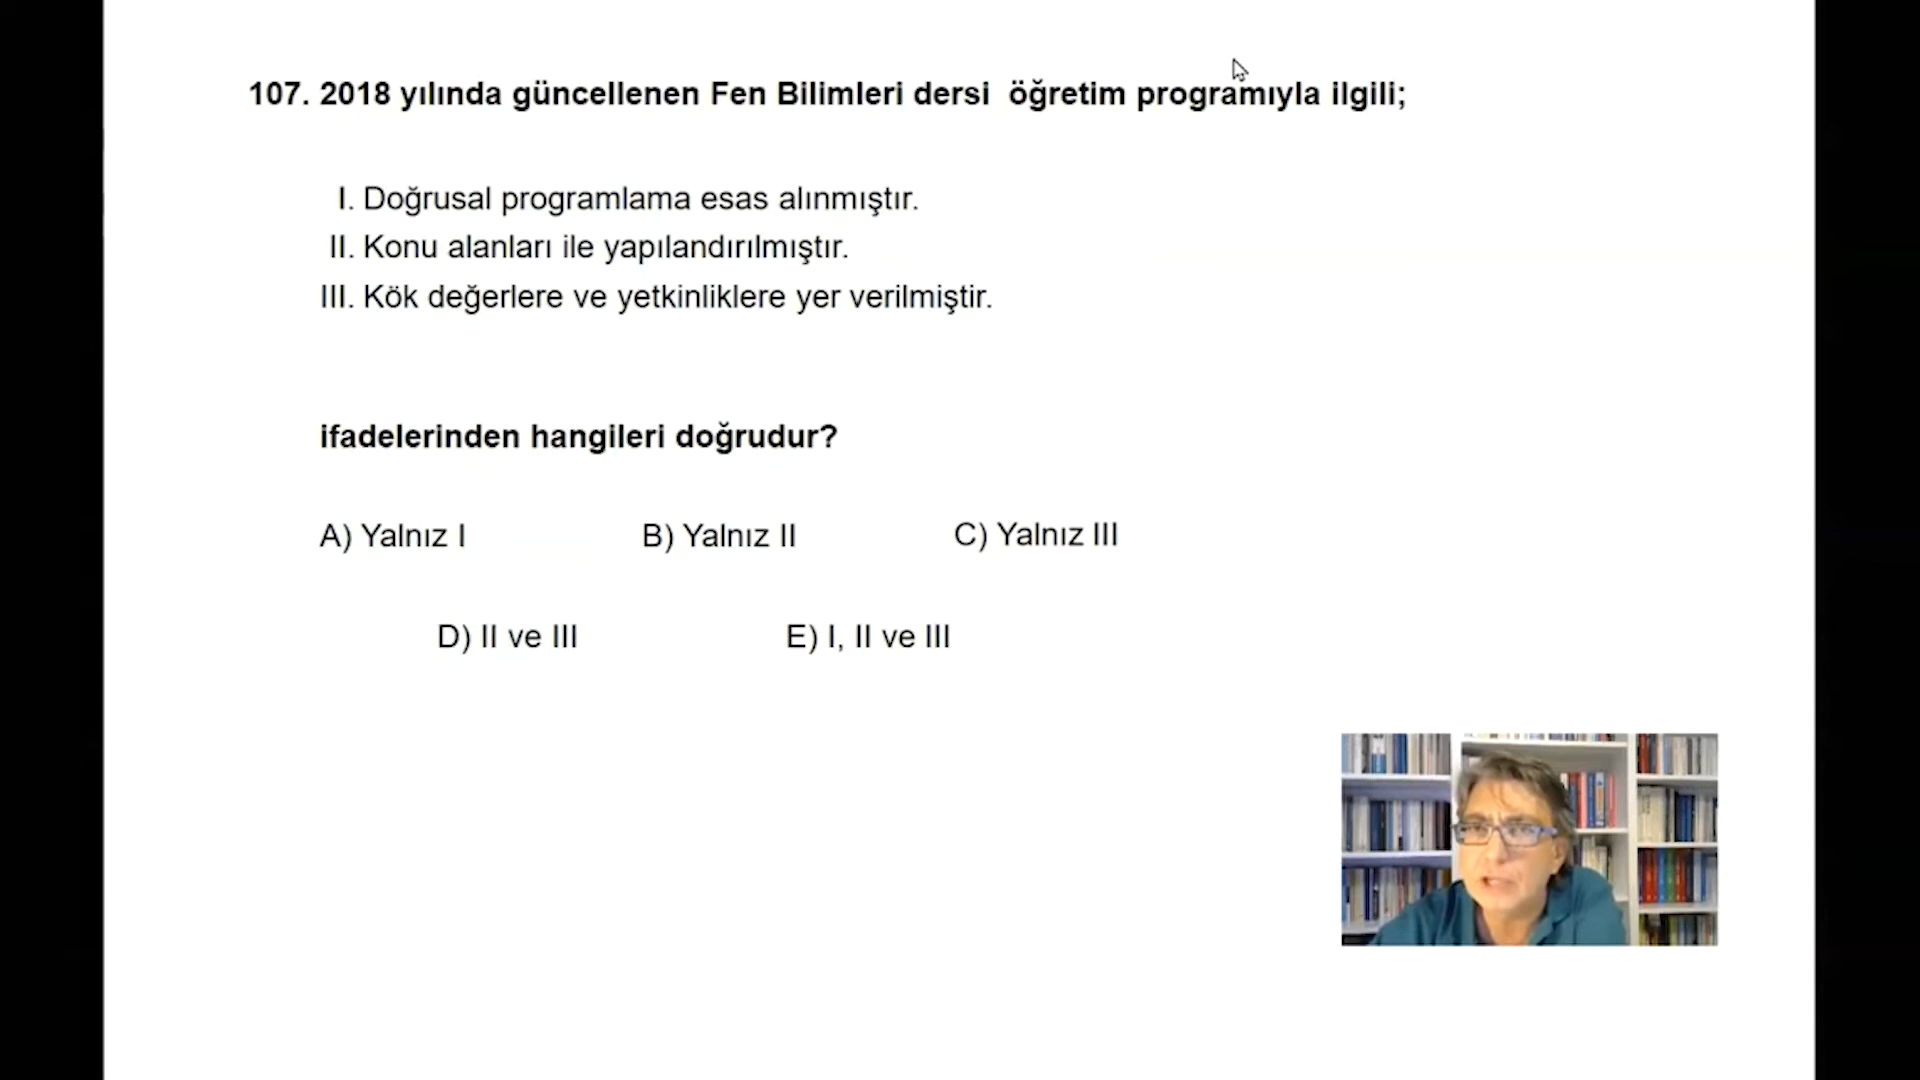 107. 2018 yılında güncellenen Fen Bilimleri dersi öğretim programıyla ilgili;
I. Doğrusal programlama esas alınmıştır.
II. Konu alanları ile yapılandırılmıştır.
III. Kök değerlere ve yetkinliklere yer verilmiştir.
ifadelerinden hangileri doğrudur?
A) Yalnız I B) Yalnız II C) Yalnız III
D) II ve III E) I, II ve III